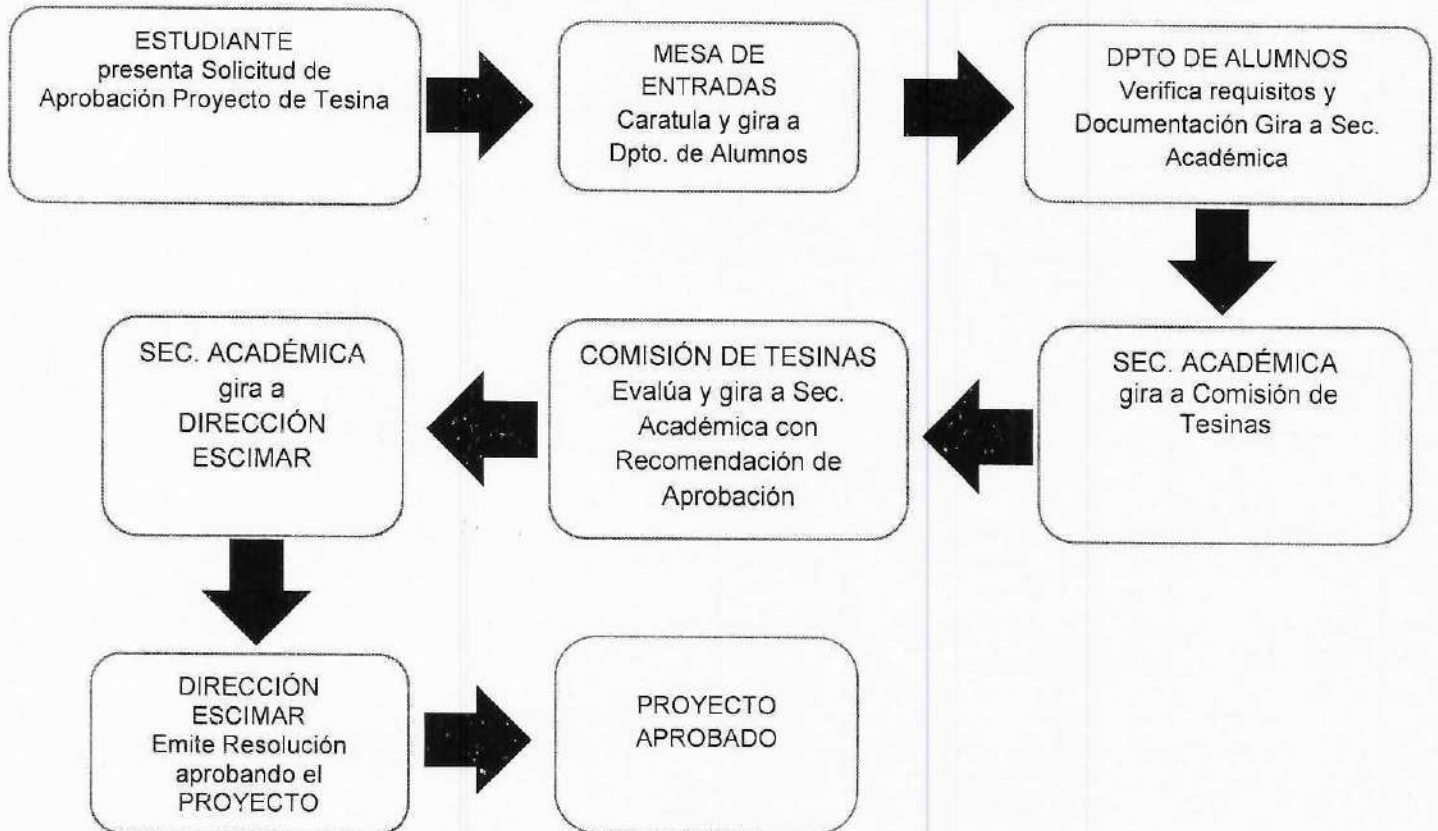 ESTUDIANTE
presenta Solicitud de
Aprobación Proyecto de Tesina
MESA DE
ENTRADAS
Caratula y gira a
Dpto. de Alumnos
DPTO DE ALUMNOS
Verifica requisitos y
Documentación Gira a Sec.
Académica
SEC. ACADÉMICA
gira a Comisión de
Tesinas
COMISIÓN DE TESINAS
Evalúa y gira a Sec.
Académica con
Recomendación de
Aprobación
SEC. ACADÉMICA
gira a
DIRECCIÓN
ESCIMAR
DIRECCIÓN
ESCIMAR
Emite Resolución
aprobando el
PROYECTO
PROYECTO
APROBADO